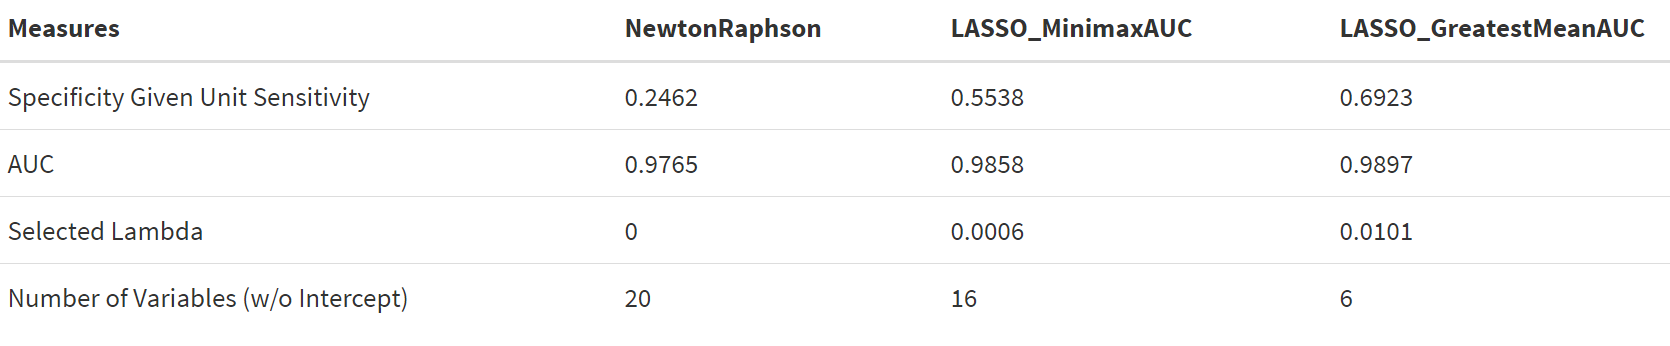 Measures NewtonRaphson LASSO_MinimaxAUC LASSO_GreatestMeanAUC
Specificity Given Unit Sensitivity 0.2462 0.5538 0.6923
AUC 0.9765 0.9858 0.9897
Selected Lambda 0 0.0006 0.0101
Number of Variables (w/o Intercept) 20 16 6